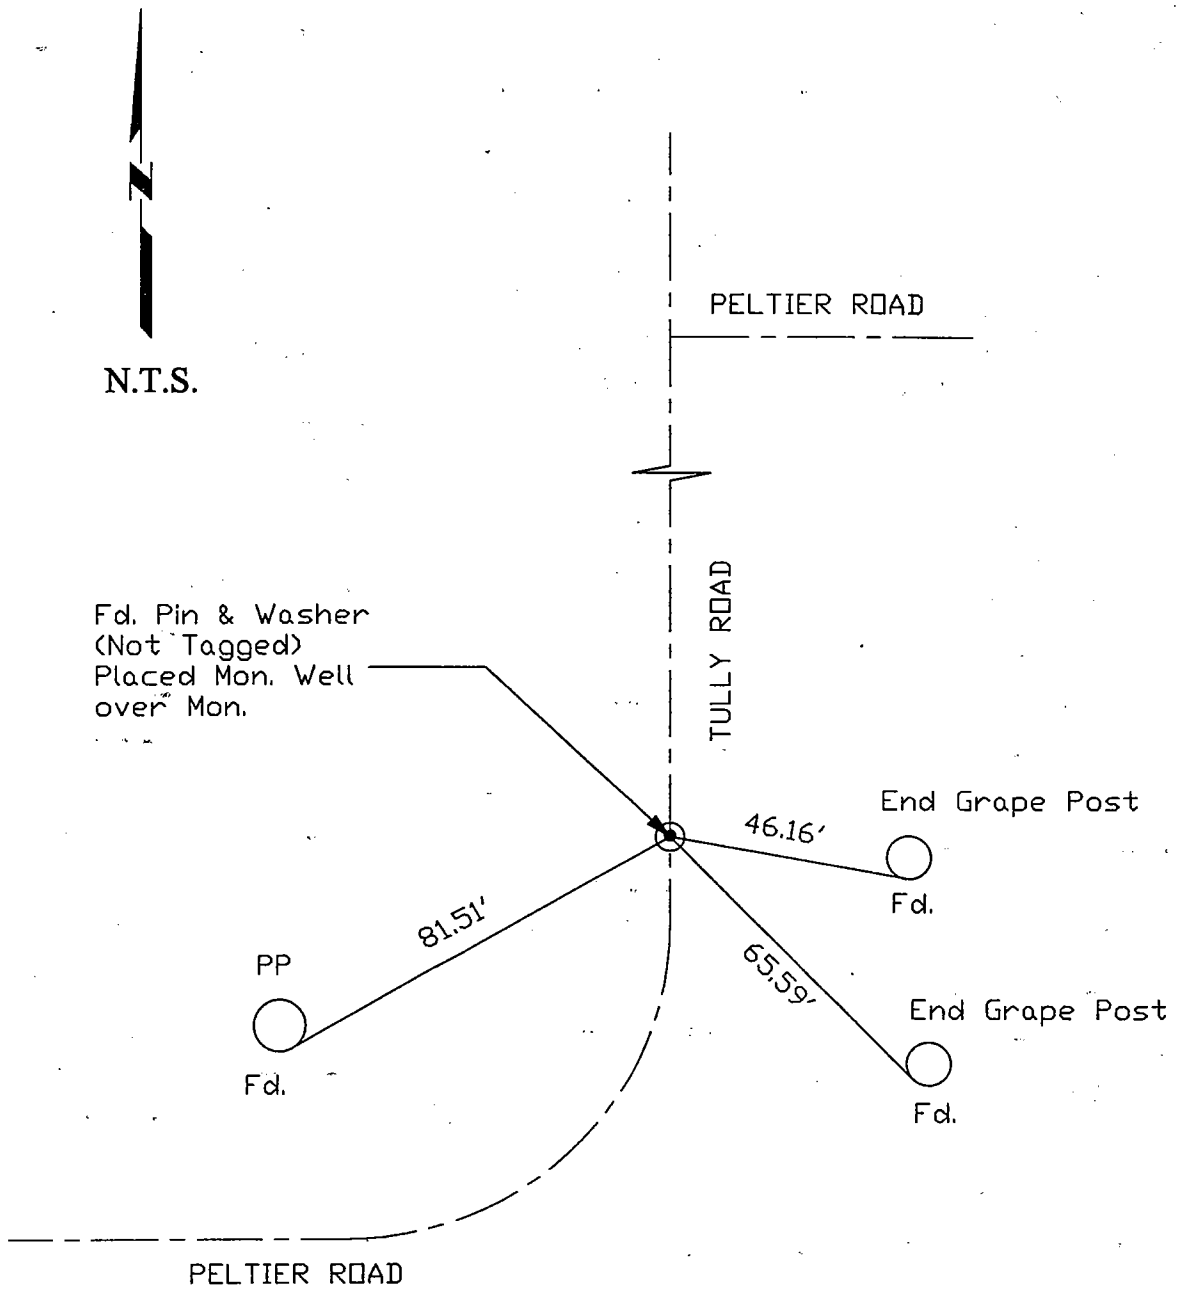 N
N.T.S.
PELTIER ROAD
TULLY ROAD
Fd. Pin & Washer
(Not Tagged)
Placed Mon. Well
over Mon.
End Grape Post
46.16'
Fd.
81.51'
65.59'
PP
Fd.
End Grape Post
Fd.
PELTIER ROAD